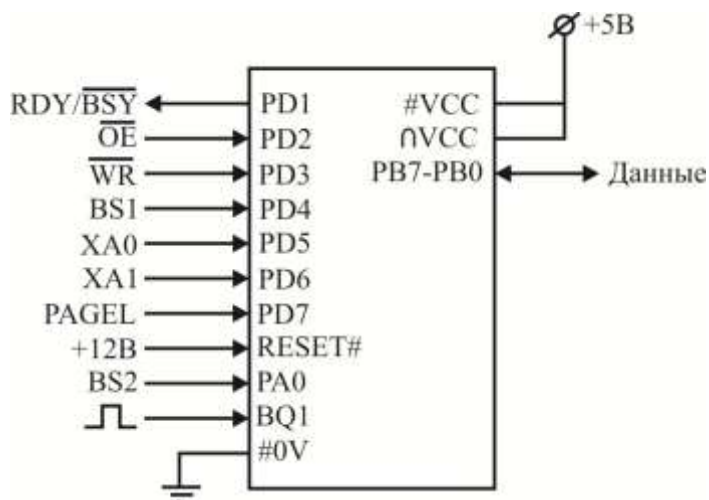 +5В
RDY/BSY PD1 #VCC
OE PD2 ∩VCC
WR PD3 PB7-PB0 Данные
BS1 PD4
XA0 PD5
XA1 PD6
PAGEL PD7
+12В RESET#
BS2 PA0
BQ1
#0V